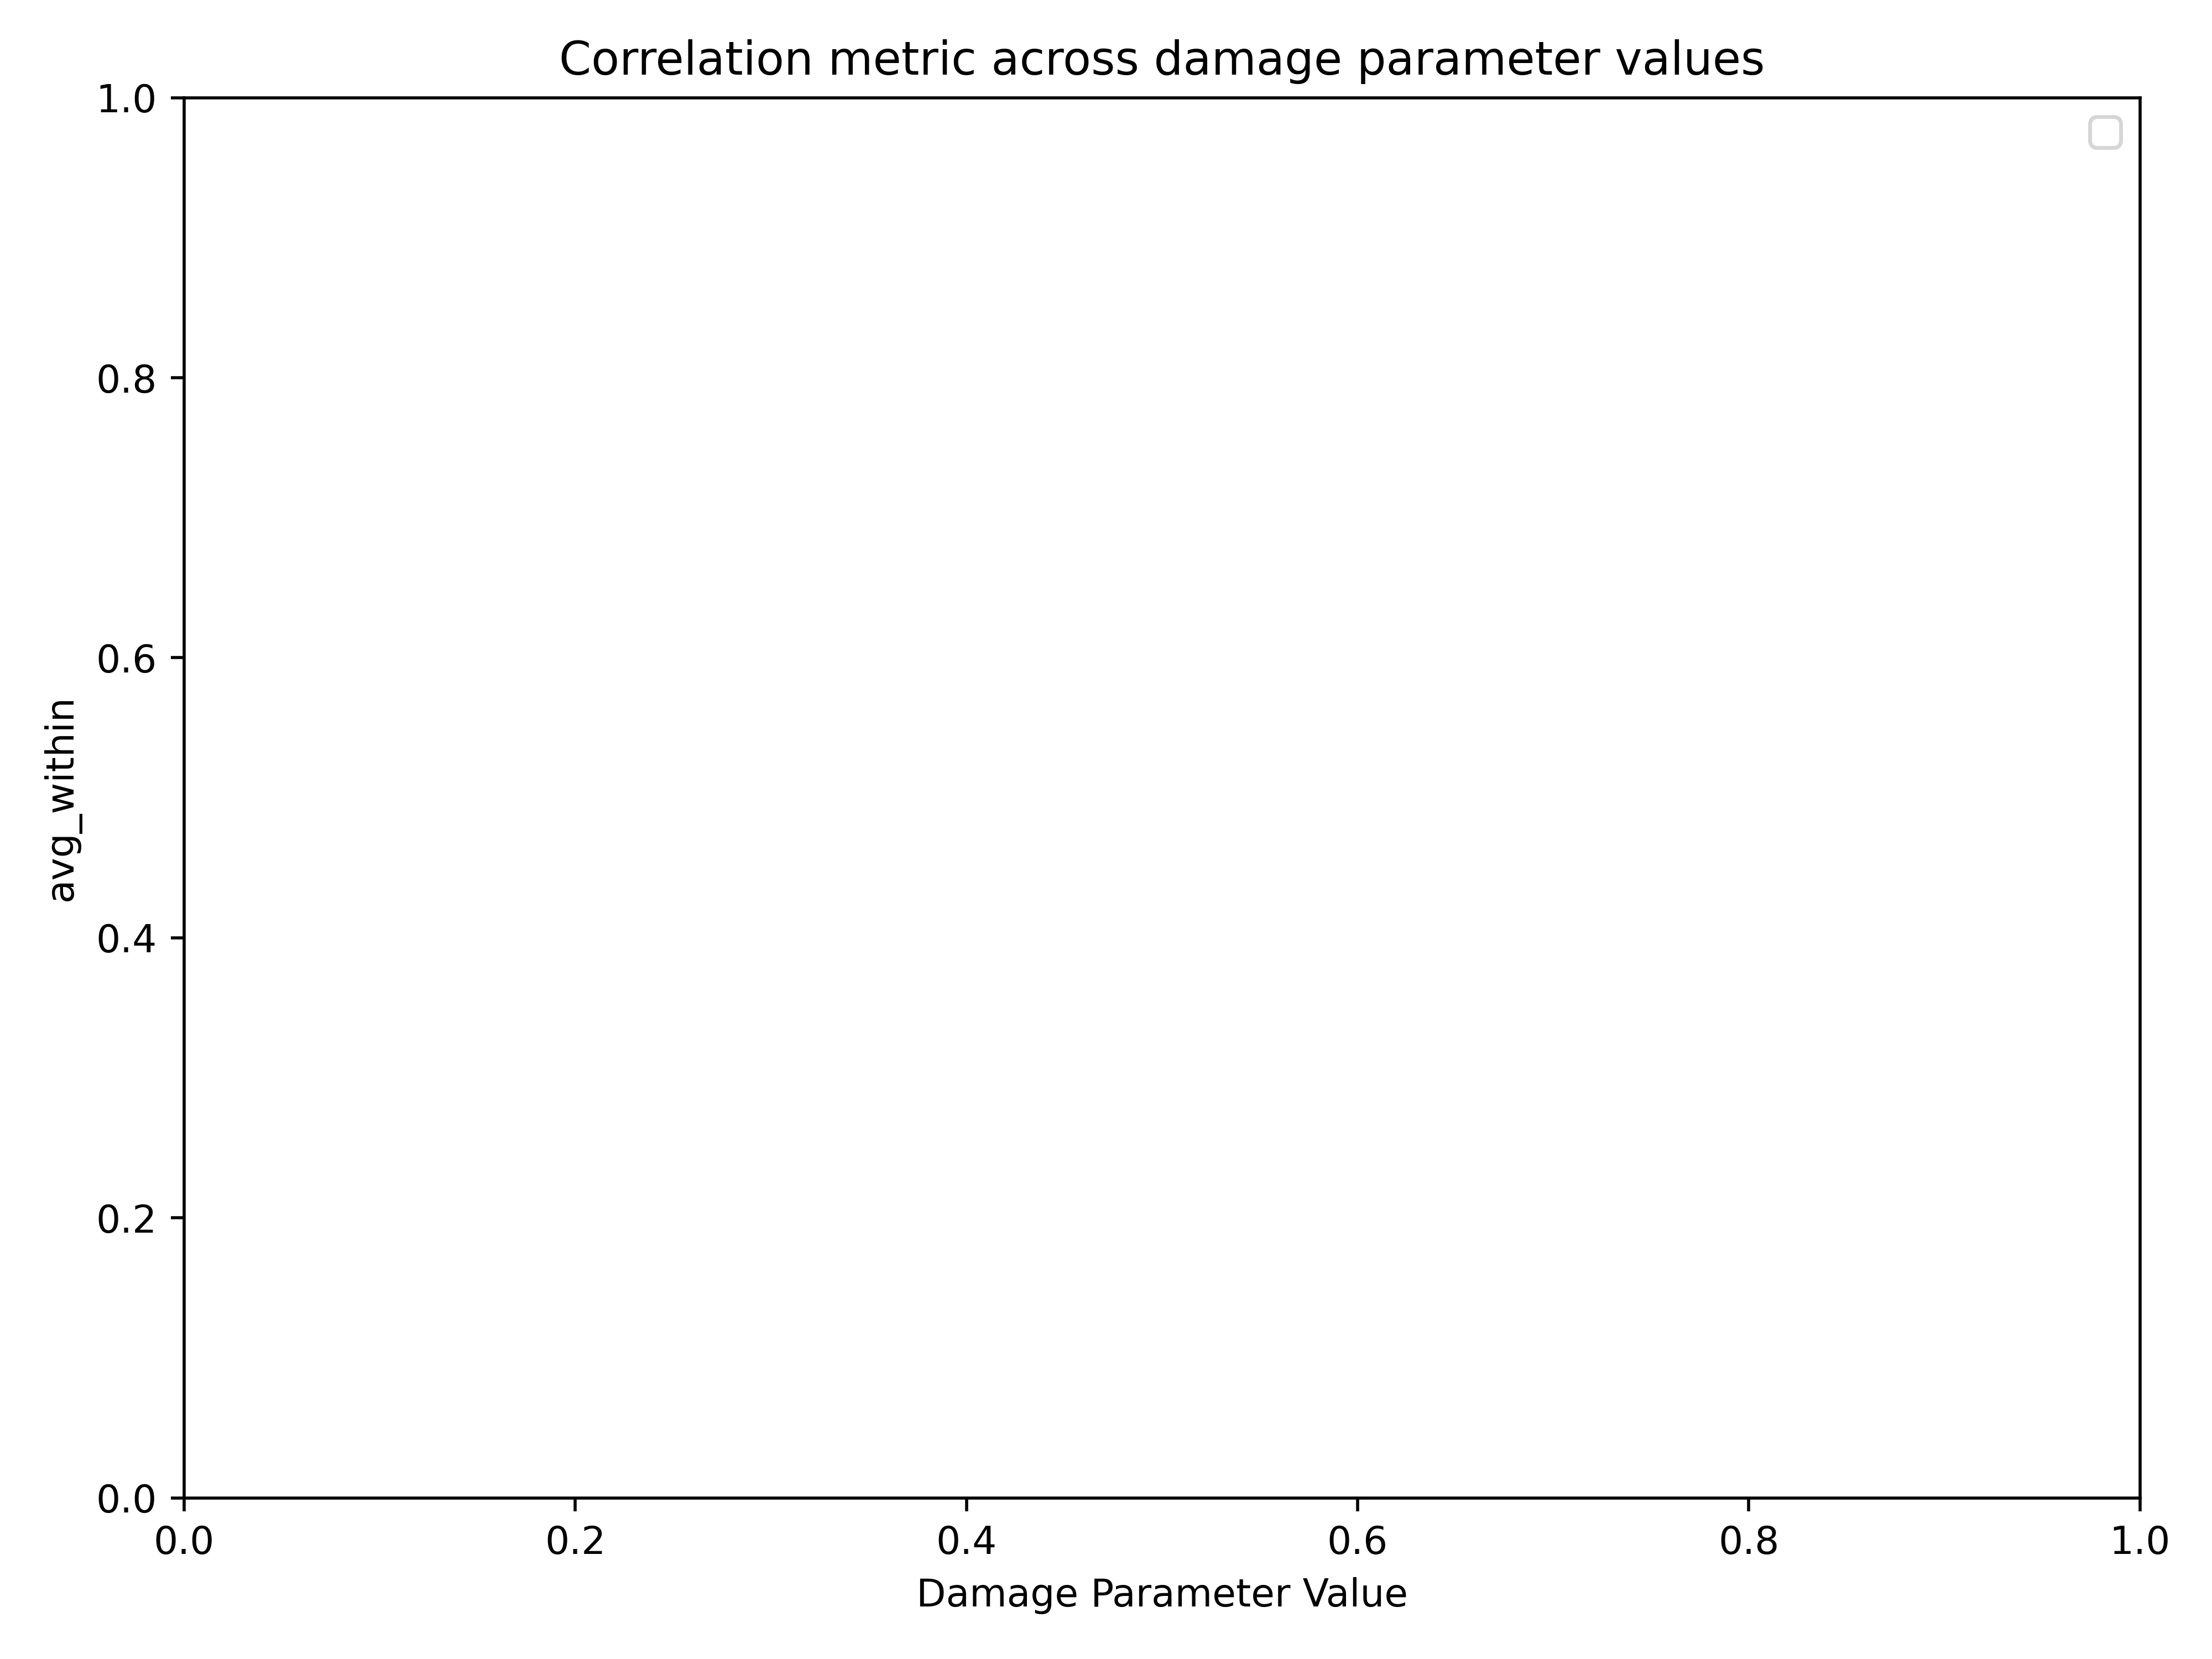 Correlation metric across damage parameter values
1.0
0.8
0.6
0.4
0.2
0.0
avg_within
0.0 0.2 0.4 0.6 0.8 1.0
Damage Parameter Value